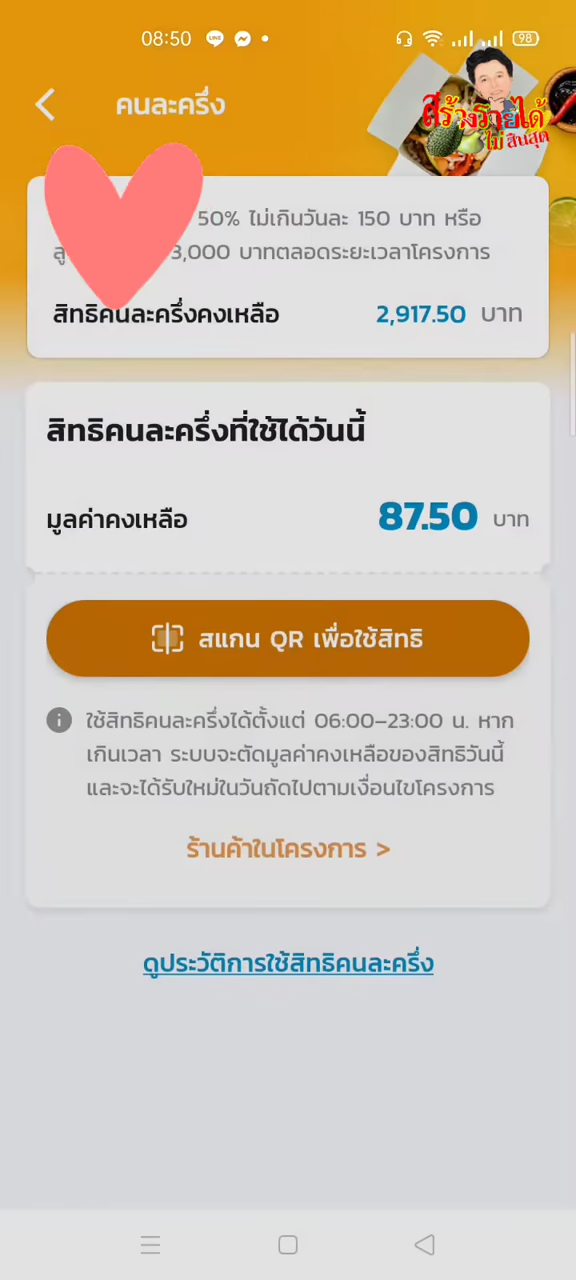 08:50
98
คนละครึ่ง
สร้างรายได้
ไม่สิ้นสุด
50% ไม่เกินวันละ 150 บาท หรือ
3,000 บาทตลอดระยะเวลาโครงการ
สิทธิคนละครึ่งคงเหลือ 2,917.50 บาท
สิทธิคนละครึ่งที่ใช้ได้วันนี้
มูลค่าคงเหลือ 87.50 บาท
สแกน QR เพื่อใช้สิทธิ
ใช้สิทธิคนละครึ่งได้ตั้งแต่ 06:00–23:00 น. หาก
เกินเวลา ระบบจะตัดมูลค่าคงเหลือของสิทธิวันนี้
และจะได้รับใหม่ในวันถัดไปตามเงื่อนไขโครงการ
ร้านค้าในโครงการ >
ดูประวัติการใช้สิทธิคนละครึ่ง